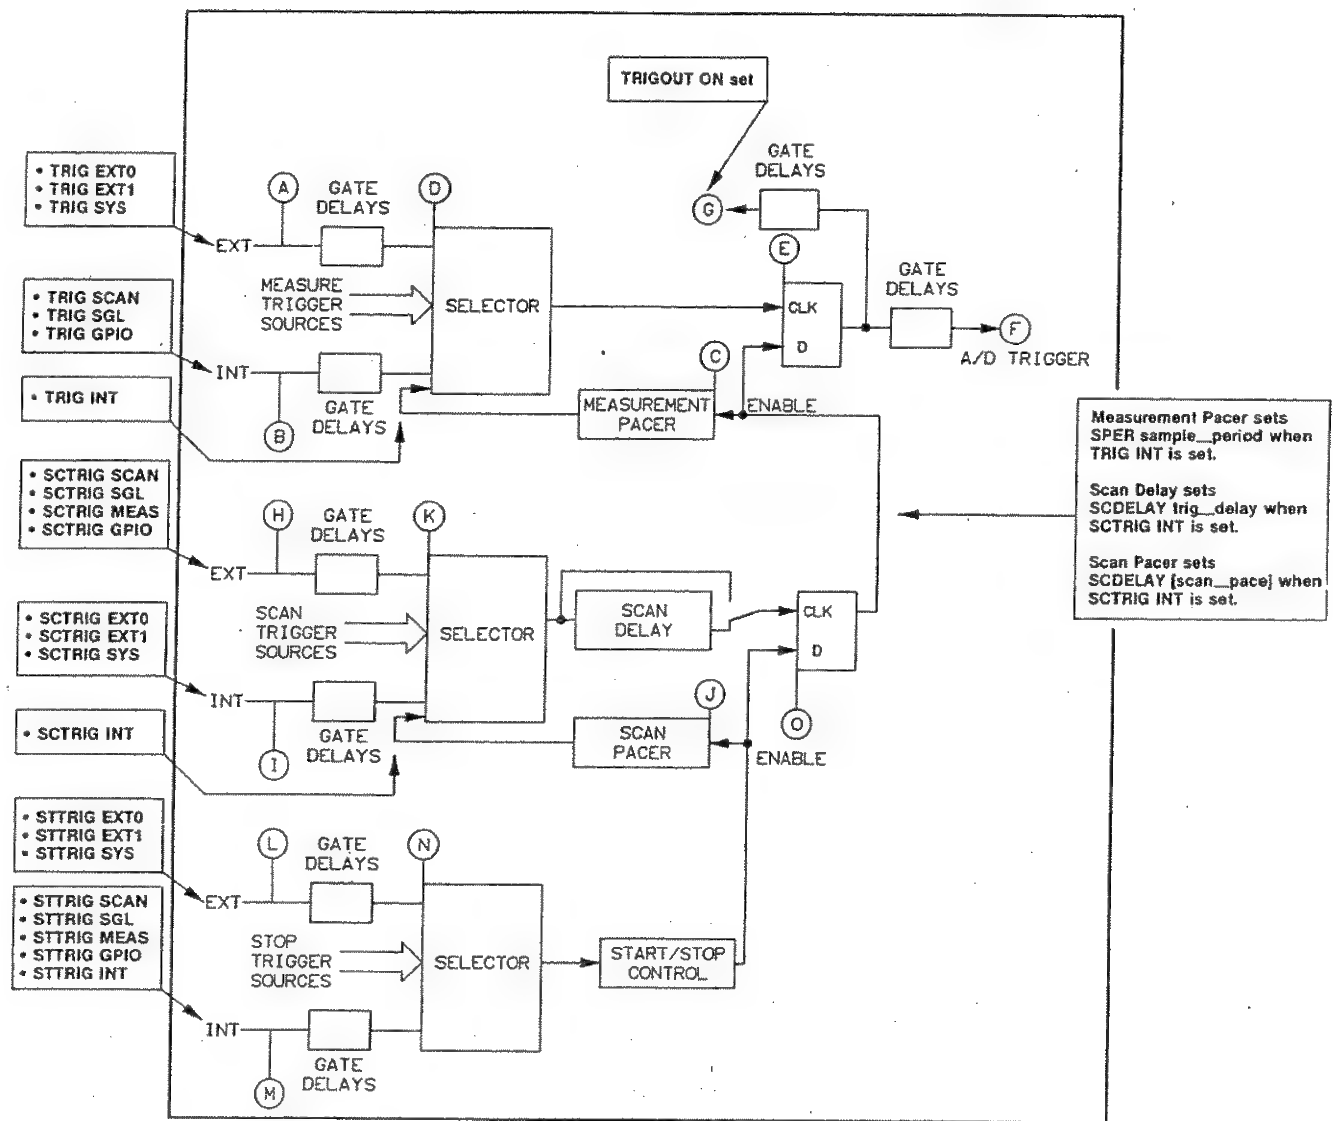 TRIGOUT ON set
GATE
DELAYS
G
E
• TRIG EXT0
• TRIG EXT1
• TRIG SYS
A
GATE
DELAYS
D
EXT
MEASURE
TRIGGER
SOURCES
SELECTOR
CLK
D
GATE
DELAYS
F
A/D TRIGGER
• TRIG SCAN
• TRIG SGL
• TRIG GPIO
INT
B
GATE
DELAYS
C
MEASUREMENT
PACER
ENABLE
• TRIG INT
Measurement Pacer sets
SPER sample_period when
TRIG INT is set.
Scan Delay sets
SCDELAY trig_delay when
SCTRIG INT is set.
Scan Pacer sets
SCDELAY [scan_pace] when
SCTRIG INT is set.
• SCTRIG SCAN
• SCTRIG SGL
• SCTRIG MEAS
• SCTRIG GPIO
H
GATE
DELAYS
K
EXT
SCAN
TRIGGER
SOURCES
SELECTOR
SCAN
DELAY
CLK
D
O
ENABLE
• SCTRIG EXT0
• SCTRIG EXT1
• SCTRIG SYS
INT
I
GATE
DELAYS
J
SCAN
PACER
• SCTRIG INT
• STTRIG EXT0
• STTRIG EXT1
• STTRIG SYS
L
GATE
DELAYS
N
EXT
STOP
TRIGGER
SOURCES
SELECTOR
START/STOP
CONTROL
• STTRIG SCAN
• STTRIG SGL
• STTRIG MEAS
• STTRIG GPIO
• STTRIG INT
INT
M
GATE
DELAYS